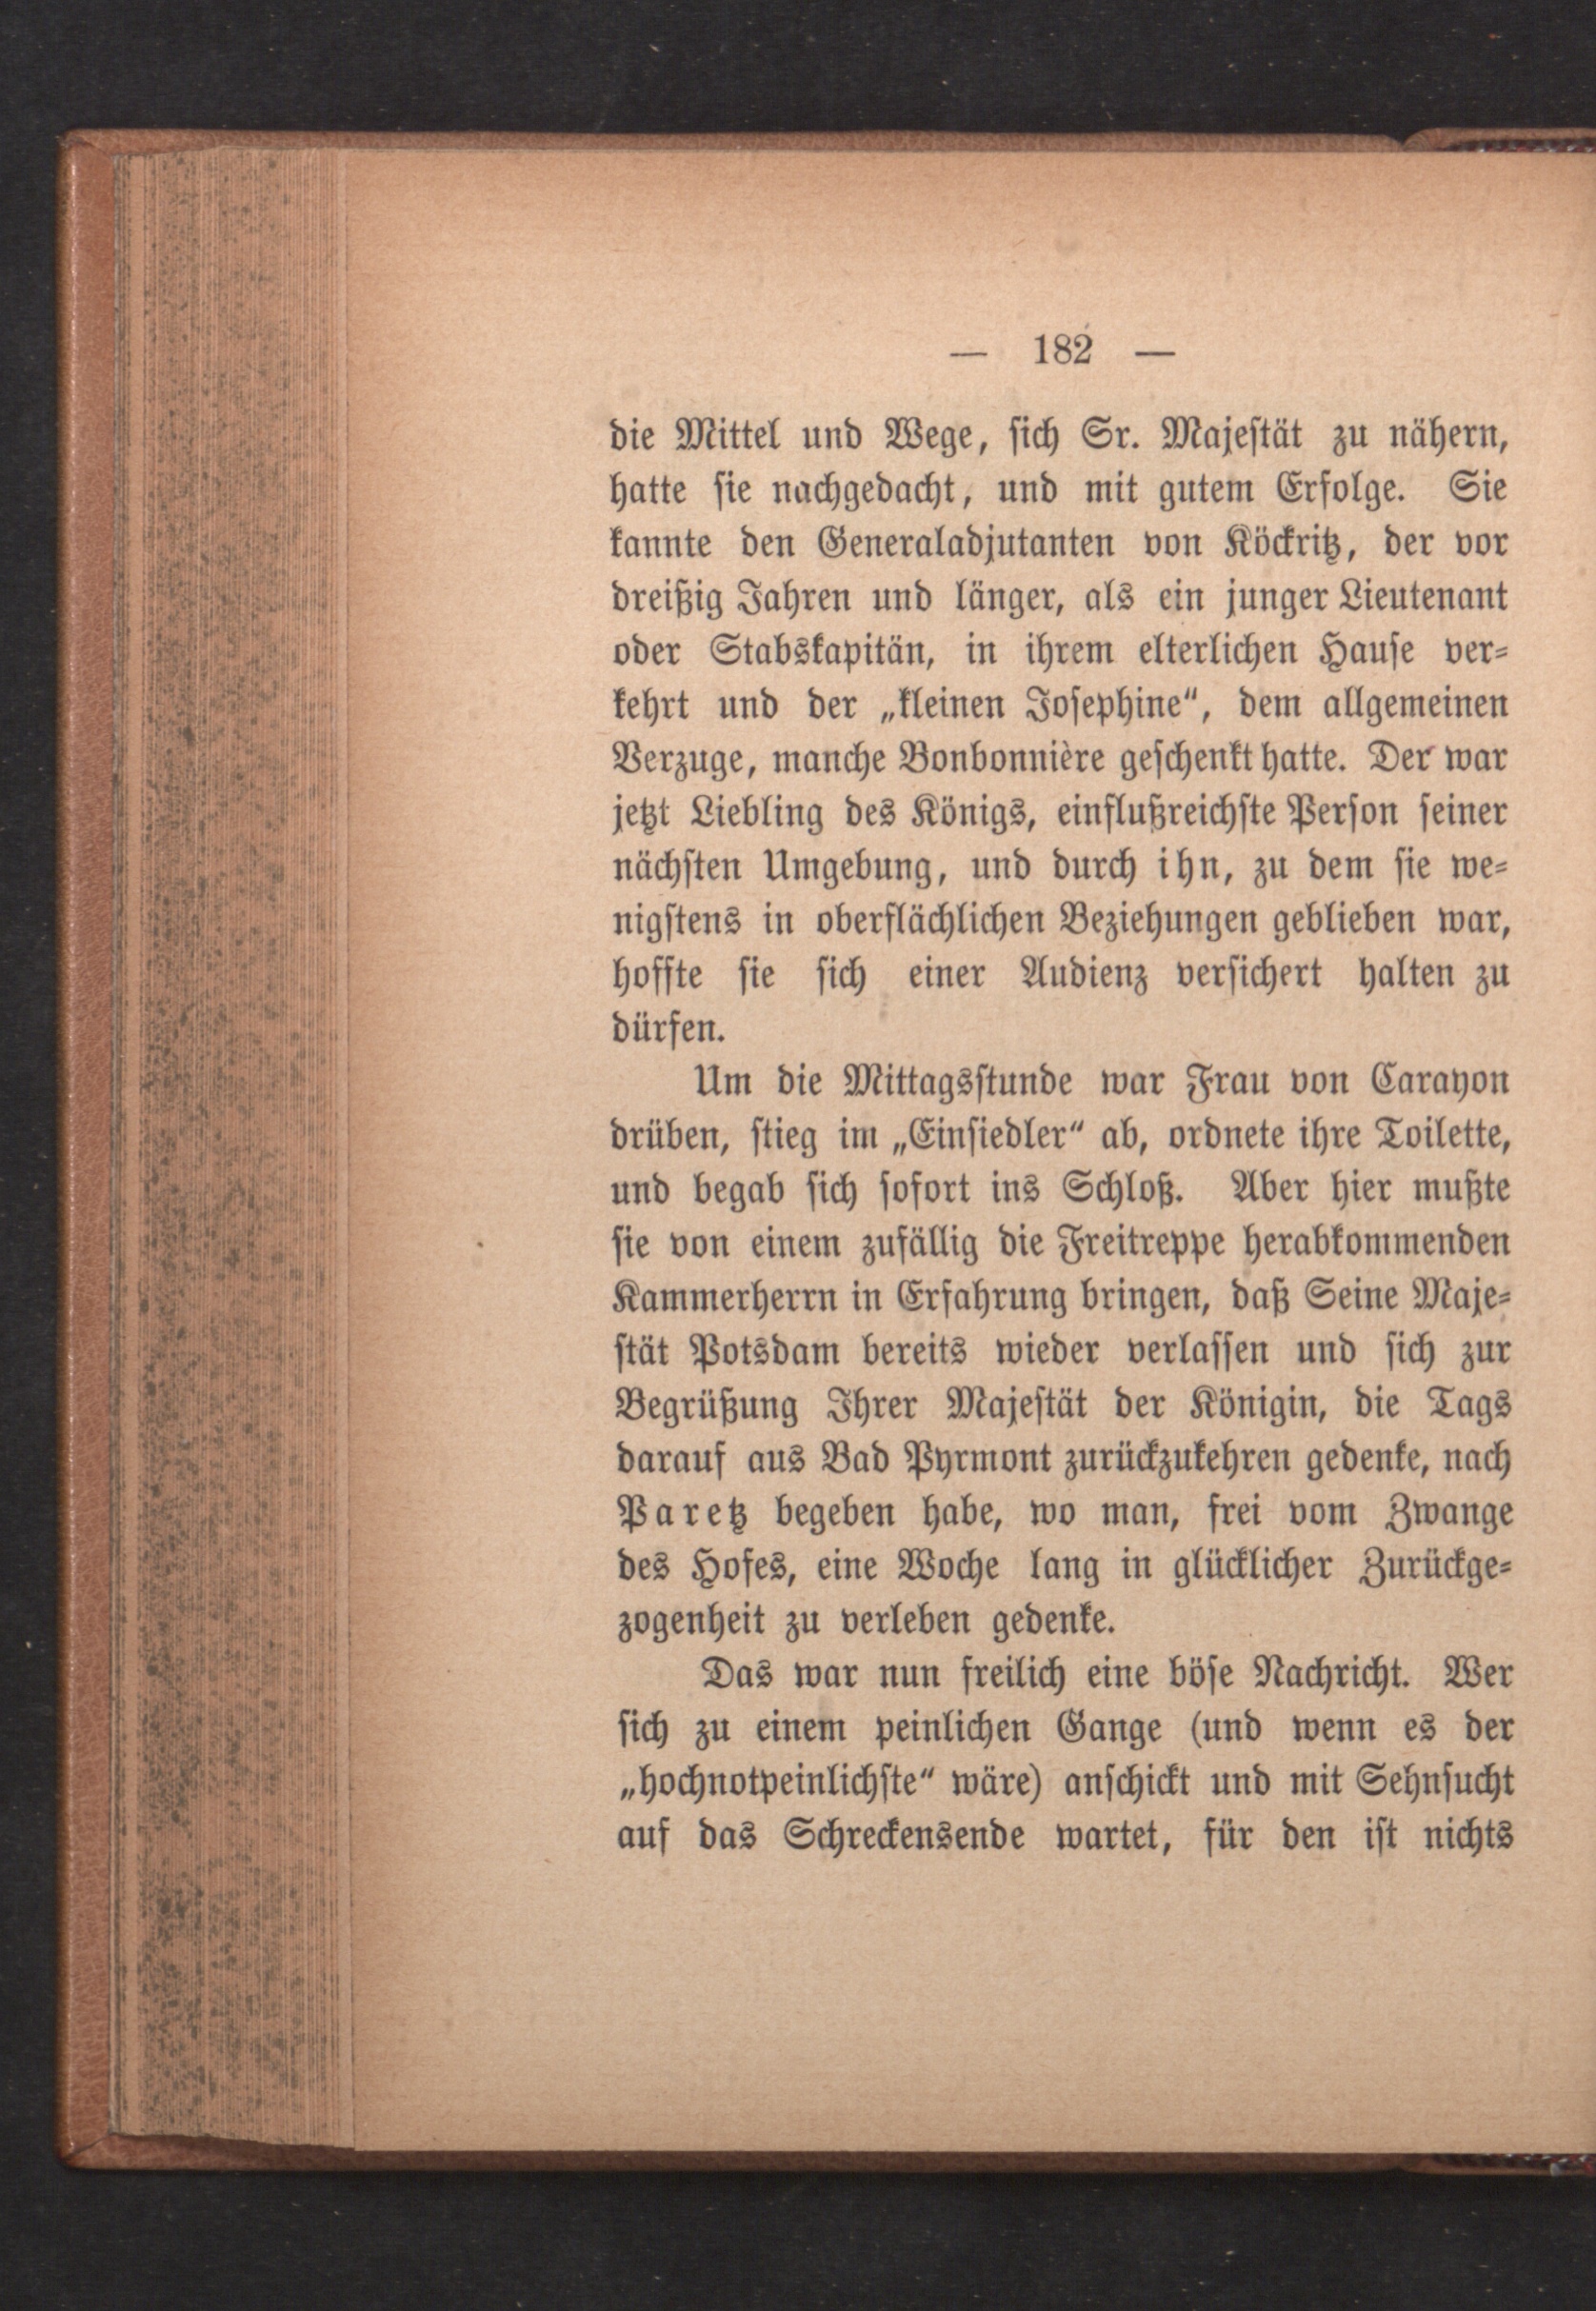 — 182 —
die Mittel und Wege, ſich Sr. Majeſtät zu nähern,
hatte ſie nachgedacht, und mit gutem Erfolge. Sie
kannte den Generaladjutanten von Köckritz, der vor
dreißig Jahren und länger, als ein junger Lieutenant
oder Stabskapitän, in ihrem elterlichen Hauſe ver⸗
kehrt und der „kleinen Joſephine“, dem allgemeinen
Verzuge, manche Bonbonnière geſchenkt hatte. Der war
jetzt Liebling des Königs, einflußreichſte Perſon ſeiner
nächſten Umgebung, und durch ihn, zu dem ſie we⸗
nigſtens in oberflächlichen Beziehungen geblieben war,
hoffte ſie ſich einer Audienz verſichert halten zu
dürfen.
Um die Mittagsſtunde war Frau von Carayon
drüben, ſtieg im „Einſiedler“ ab, ordnete ihre Toilette,
und begab ſich ſofort ins Schloß. Aber hier mußte
ſie von einem zufällig die Freitreppe herabkommenden
Kammerherrn in Erfahrung bringen, daß Seine Maje⸗
ſtät Potsdam bereits wieder verlaſſen und ſich zur
Begrüßung Ihrer Majeſtät der Königin, die Tags
darauf aus Bad Pyrmont zurückzukehren gedenke, nach
Paretz begeben habe, wo man, frei vom Zwange
des Hofes, eine Woche lang in glücklicher Zurückge⸗
zogenheit zu verleben gedenke.
Das war nun freilich eine böſe Nachricht. Wer
ſich zu einem peinlichen Gange (und wenn es der
„hochnotpeinlichſte“ wäre) anſchickt und mit Sehnſucht
auf das Schreckensende wartet, für den iſt nichts